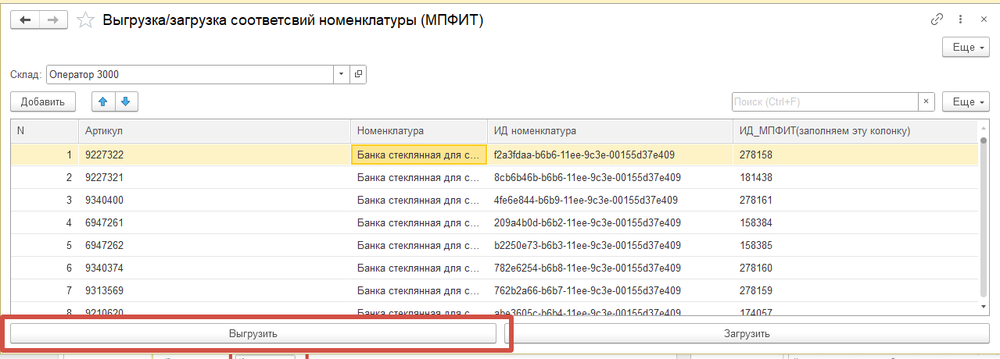 Выгрузка/загрузка соответсвий номенклатуры (МПФИТ)
Еще
Склад: Оператор 3000
Добавить Поиск (Ctrl+F) × Еще
N Артикул Номенклатура ИД номенклатура ИД_МПФИТ(заполняем эту колонку)
1 9227322 Банка стеклянная для с... f2a3fdaa-b6b6-11ee-9c3e-00155d37e409 278158
2 9227321 Банка стеклянная для с... 8cb6b46b-b6b6-11ee-9c3e-00155d37e409 181438
3 9340400 Банка стеклянная для с... 4fe6e844-b6b9-11ee-9c3e-00155d37e409 278161
4 6947261 Банка стеклянная для с... 209a4b0d-b6b2-11ee-9c3e-00155d37e409 158384
5 6947262 Банка стеклянная для с... b2250e73-b6b3-11ee-9c3e-00155d37e409 158385
6 9340374 Банка стеклянная для с... 782e6254-b6b8-11ee-9c3e-00155d37e409 278160
7 9313569 Банка стеклянная для с... 762b2a66-b6b7-11ee-9c3e-00155d37e409 278159
8 9210620 Банка стеклянная для с... abe3605c-b6b4-11ee-9c3e-00155d37e409 174057
Выгрузить Загрузить